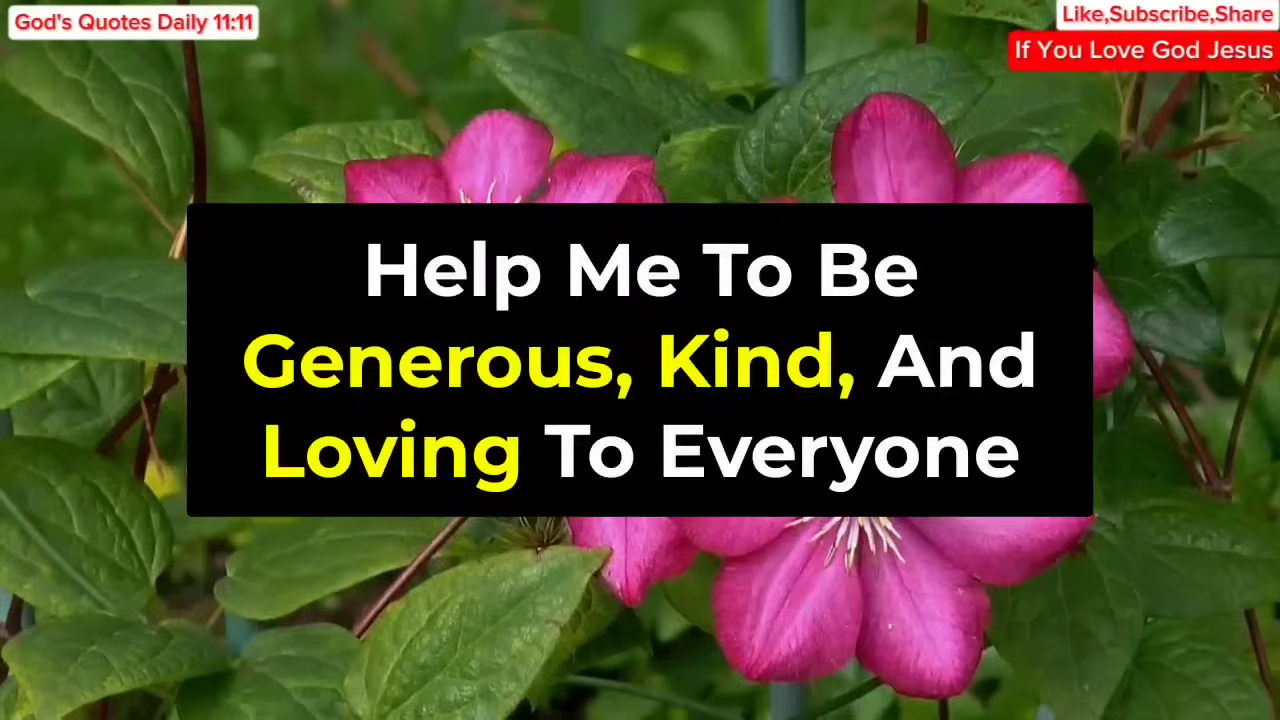 God's Quotes Daily 11:11
Like,Subscribe,Share
If You Love God Jesus
Help Me To Be
Generous, Kind, And
Loving To Everyone